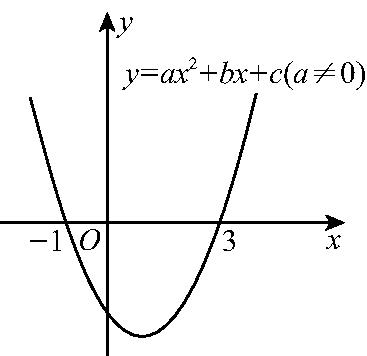 y
y=ax²+bx+c(a≠0)
−1 O 3 x